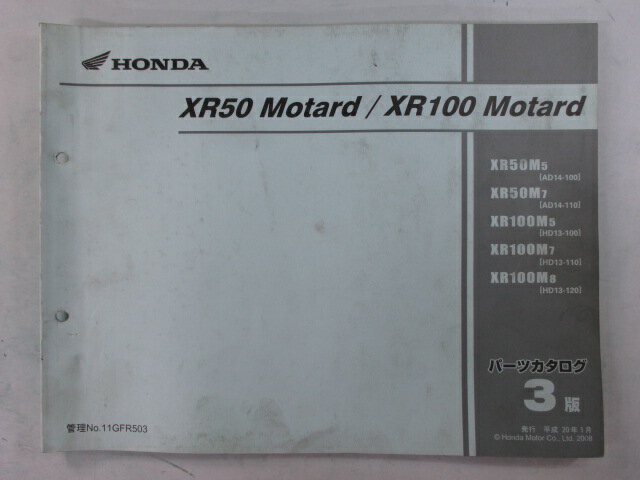 HONDA
XR50 Motard / XR100 Motard
XR50M5
[AD14-100]
XR50M7
[AD14-110]
XR100M5
[HD13-100]
XR100M7
[HD13-110]
XR100M8
[HD13-120]
パーツカタログ
3版
管理No.11GFR503
発行 平成 20年 1月
© Honda Motor Co., Ltd. 2008